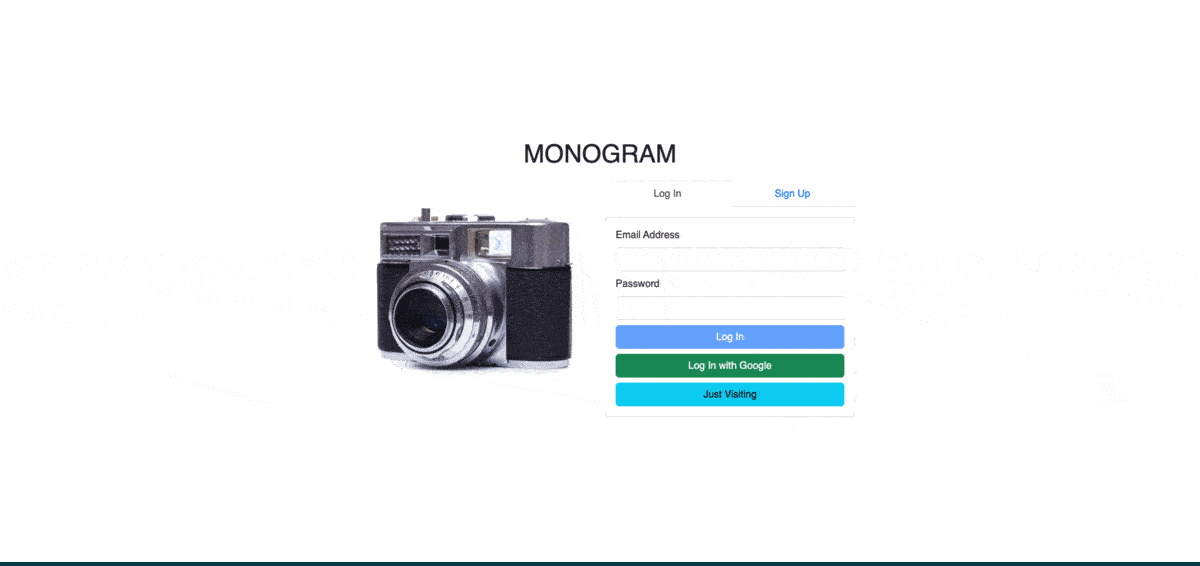 MONOGRAM
Log In
Sign Up
Email Address
Password
Log In
Log In with Google
Just Visiting